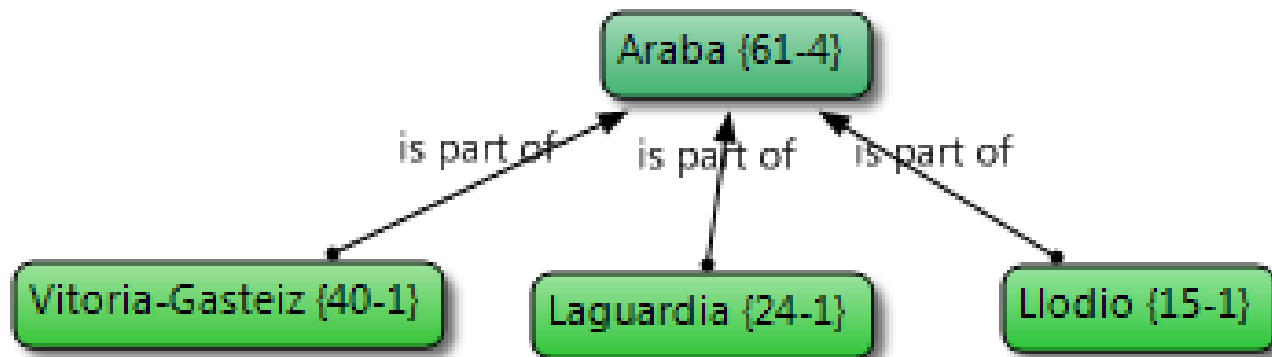 Araba {61-4}
is part of
is part of
is part of
Vitoria-Gasteiz {40-1}
Laguardia {24-1}
Llodio {15-1}